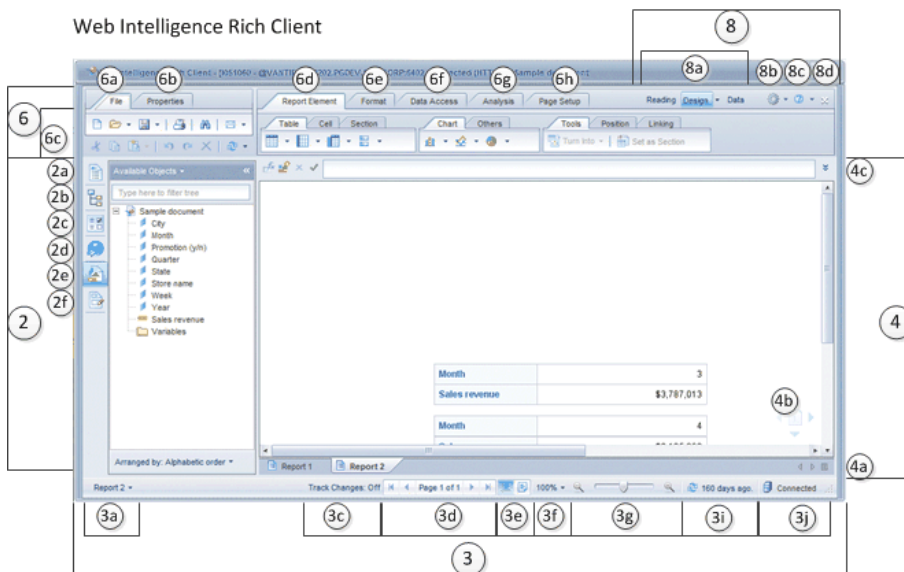 Web Intelligence Rich Client
8
8a
8b 8c 8d
6a 6b 6d 6e 6f 6g 6h
File Properties Report Element Format Data Access Analysis Page Setup Reading Design Data
6
6c
Table Cell Section Chart Others Tools Position Linking
Turn Into Set as Section
2a
2b
2c
2d
2e
2f
2
Available Objects
Type here to filter tree
Sample document
City
Month
Promotion (y/n)
Quarter
State
Store name
Week
Year
Sales revenue
Variables
4c
4
Month 3
Sales revenue $3,787,013
4b
Month 4
Arranged by: Alphabetic order
Report 1 Report 2
4a
Report 2 Track Changes: Off Page 1 of 1 100% 160 days ago. Connected
3a 3c 3d 3e 3f 3g 3i 3j
3